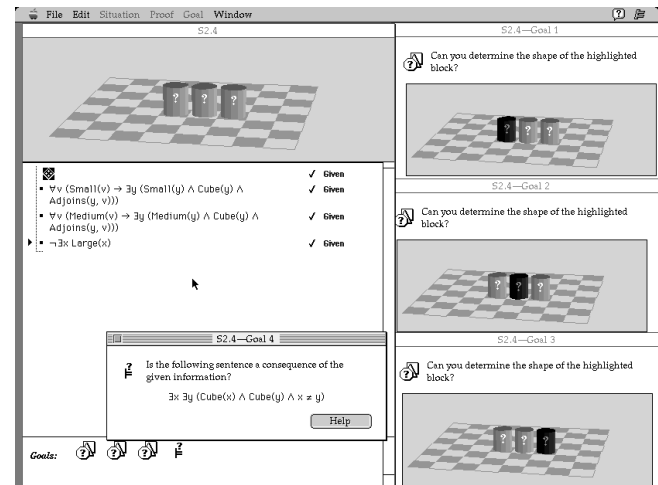 File Edit Situation Proof Goal Window
S2.4
? ? ?
✓ Given
▪ ∀v (Small(v) → ∃y (Small(y) ∧ Cube(y) ∧ ✓ Given
Adjoins(y, v)))
▪ ∀v (Medium(v) → ∃y (Medium(y) ∧ Cube(y) ∧ ✓ Given
Adjoins(y, v)))
▪ ¬∃x Large(x) ✓ Given
S2.4—Goal 4
Is the following sentence a consequence of the
given information?
∃x ∃y (Cube(x) ∧ Cube(y) ∧ x ≠ y)
Help
Goals:
S2.4—Goal 1
Can you determine the shape of the highlighted
block?
? ? ?
S2.4—Goal 2
Can you determine the shape of the highlighted
block?
? ? ?
S2.4—Goal 3
Can you determine the shape of the highlighted
block?
? ? ?